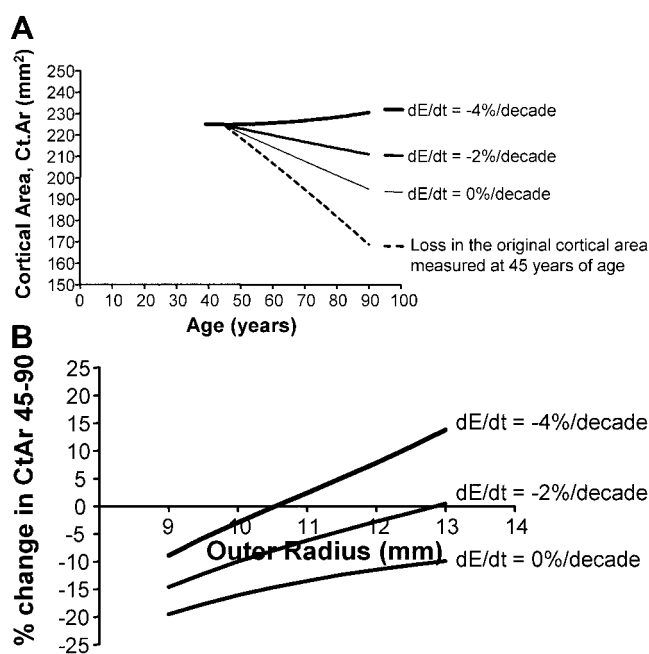 A
Cortical Area, Ct.Ar (mm²)
250
240
230
220
210
200
190
180
170
160
150
0 10 20 30 40 50 60 70 80 90 100
Age (years)
dE/dt = -4%/decade
dE/dt = -2%/decade
dE/dt = 0%/decade
Loss in the original cortical area
measured at 45 years of age
B
% change in CtAr 45-90
25
20
15
10
5
0
-5
-10
-15
-20
-25
9 10 11 12 13 14
Outer Radius (mm)
dE/dt = -4%/decade
dE/dt = -2%/decade
dE/dt = 0%/decade